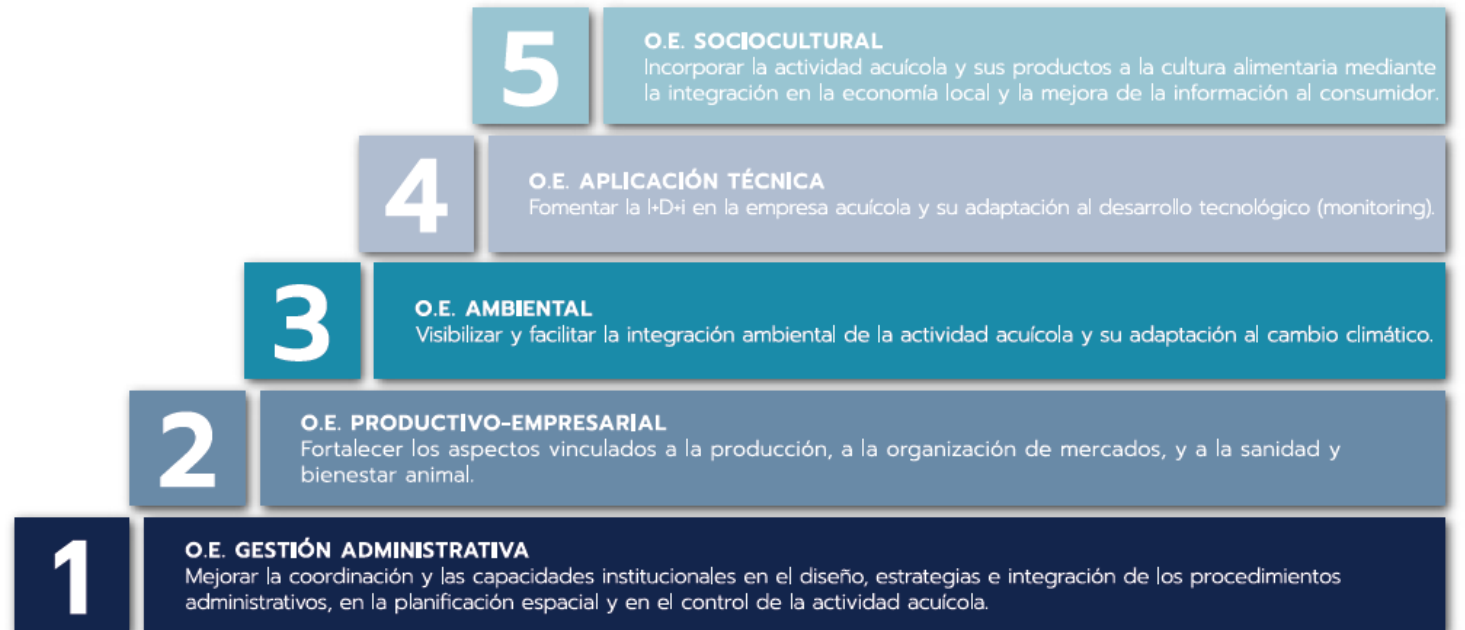 5
O.E. SOCIOCULTURAL
Incorporar la actividad acuícola y sus productos a la cultura alimentaria mediante
la integración en la economía local y la mejora de la información al consumidor.
4
O.E. APLICACIÓN TÉCNICA
Fomentar la I+D+i en la empresa acuícola y su adaptación al desarrollo tecnológico (monitoring).
3
O.E. AMBIENTAL
Visibilizar y facilitar la integración ambiental de la actividad acuícola y su adaptación al cambio climático.
2
O.E. PRODUCTIVO-EMPRESARIAL
Fortalecer los aspectos vinculados a la producción, a la organización de mercados, y a la sanidad y
bienestar animal.
1
O.E. GESTIÓN ADMINISTRATIVA
Mejorar la coordinación y las capacidades institucionales en el diseño, estrategias e integración de los procedimientos
administrativos, en la planificación espacial y en el control de la actividad acuícola.